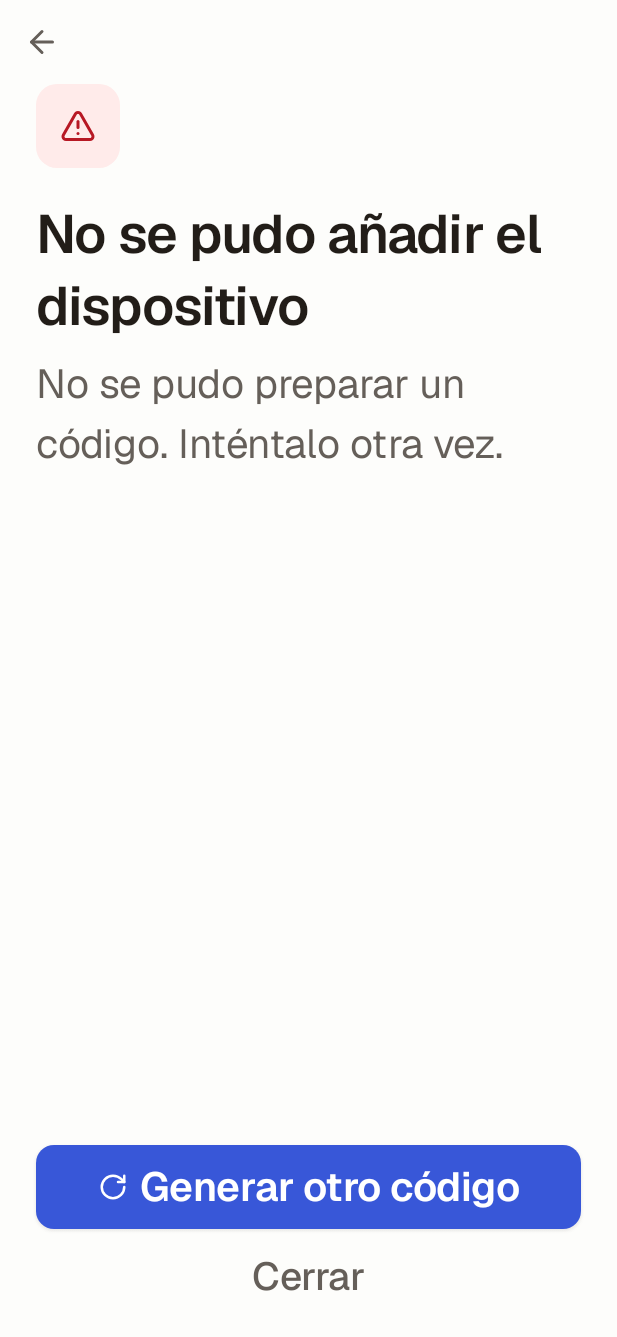 No se pudo añadir el
dispositivo
No se pudo preparar un
código. Inténtalo otra vez.
Generar otro código
Cerrar